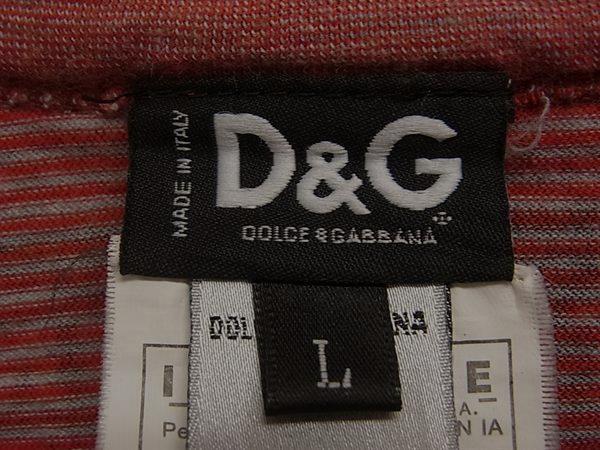 MADE IN ITALY
D&G
DOLCE & GABBANA
L